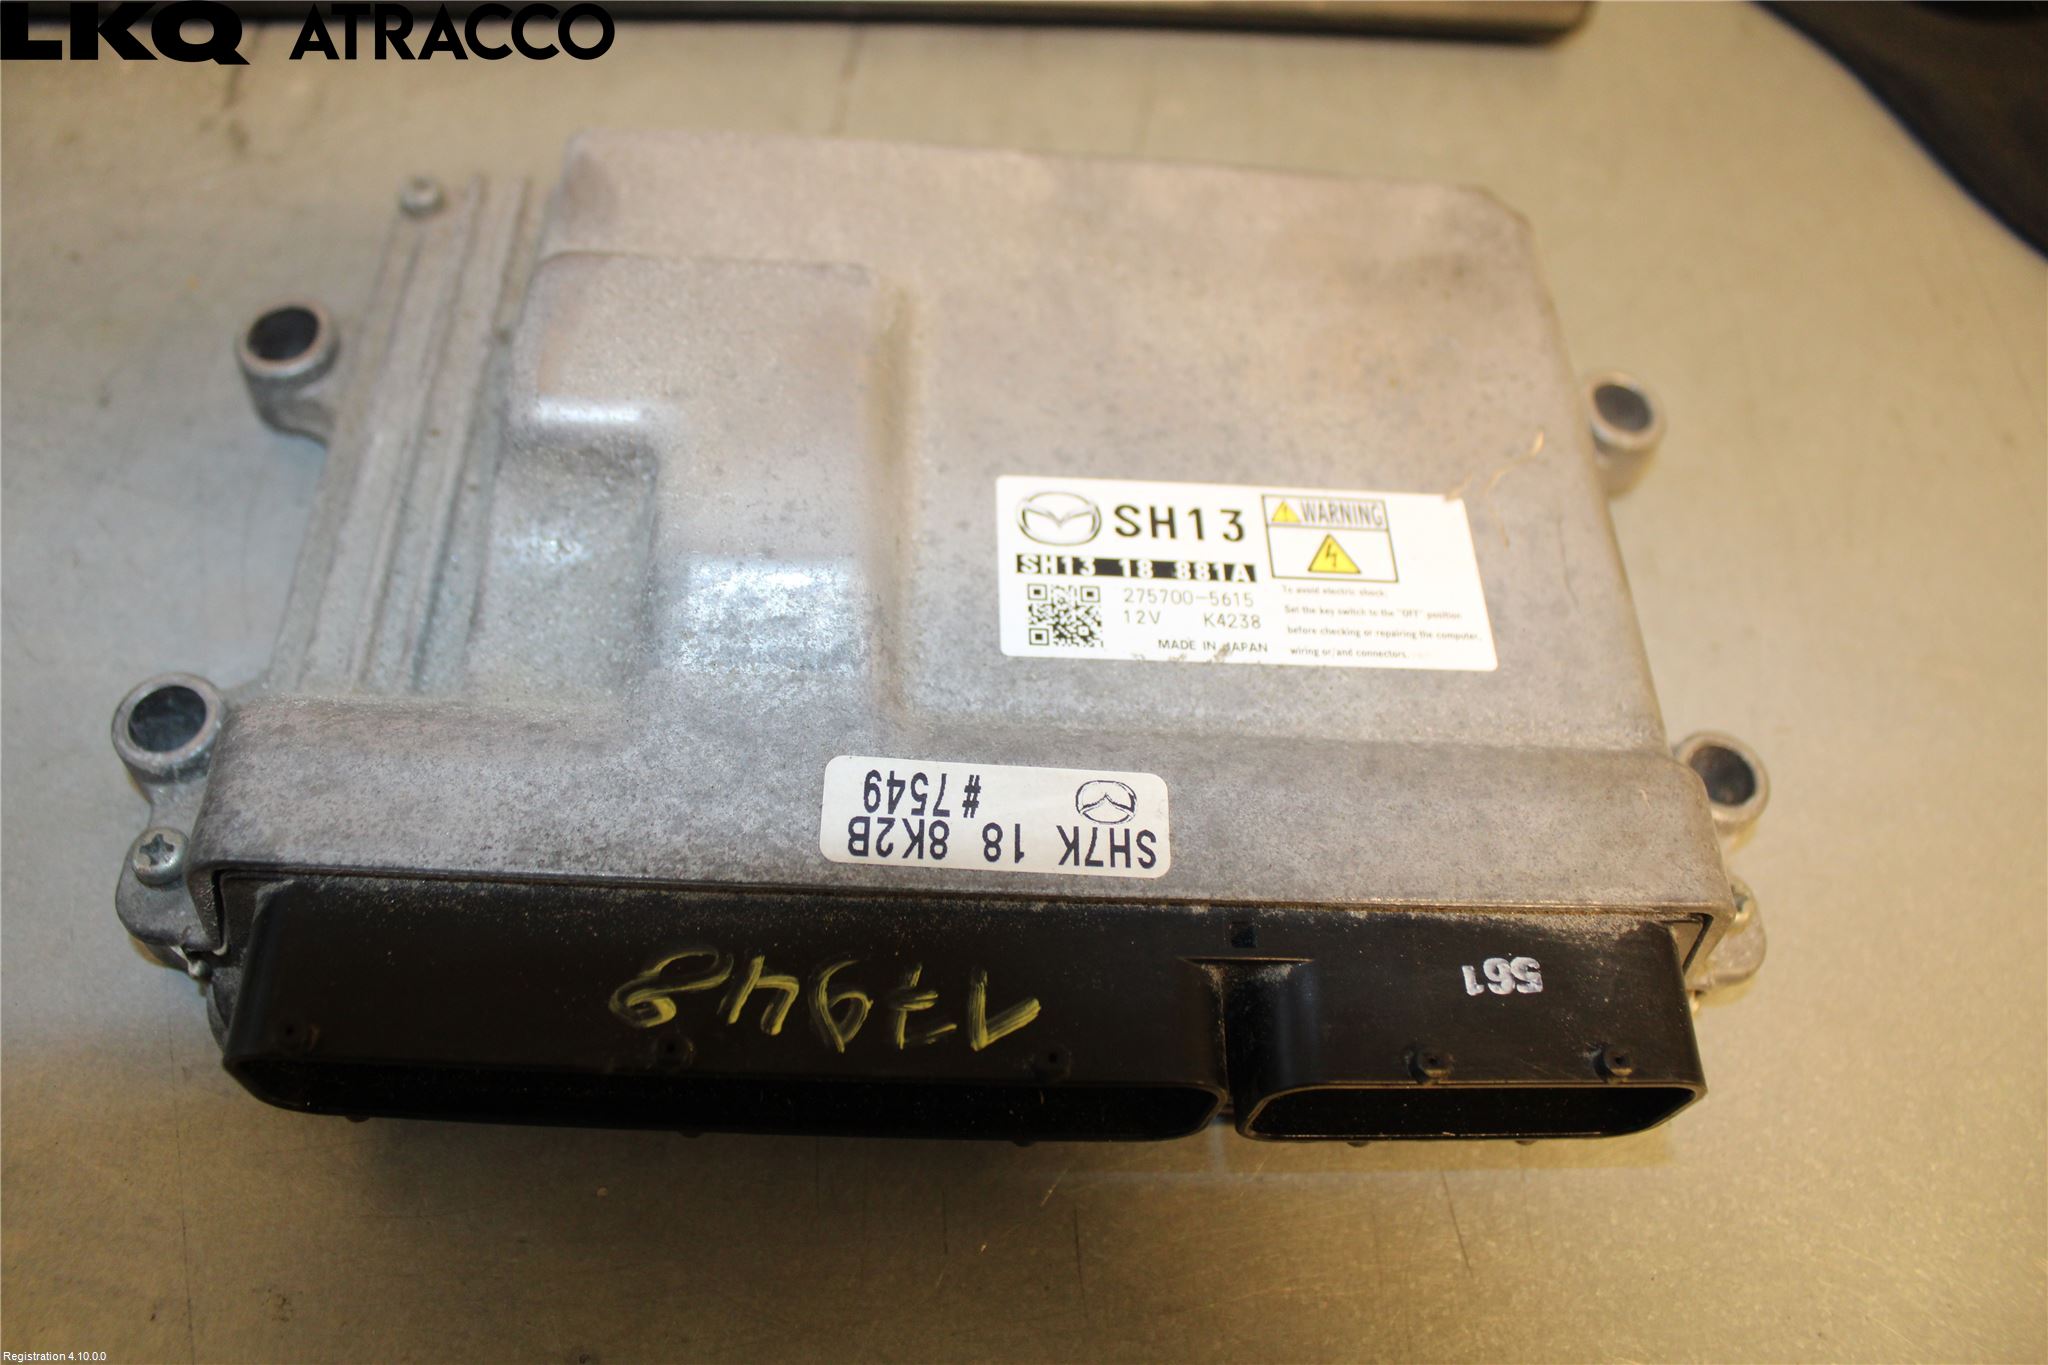 LKQ ATRACCO
SH13
SH13 18 881A
275700-5615
12V K4238
MADE IN JAPAN
WARNING
To avoid electric shock:
Set the key switch to the "OFF" position
before checking or repairing the computer,
wiring or/and connectors.
SH7K 18 8K2B
#7549
17948
561
Registration 4.10.0.0